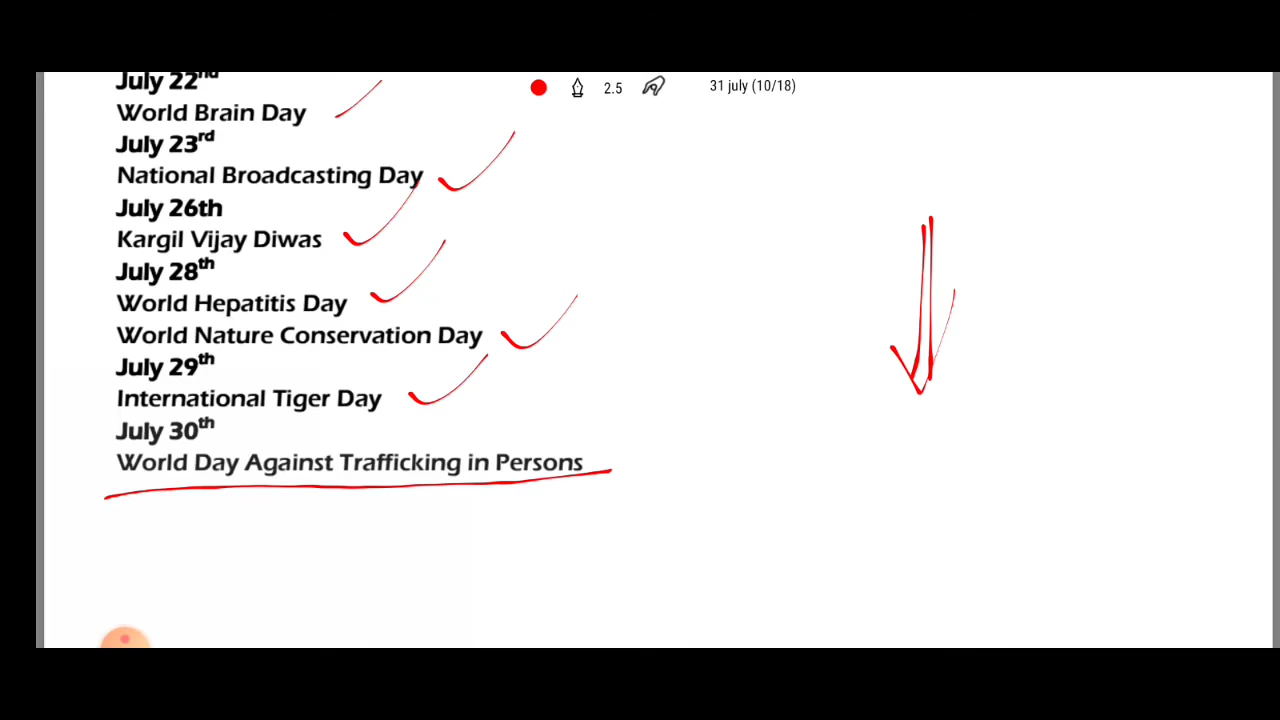 July 22nd
2.5
31 july (10/18)
World Brain Day
July 23rd
National Broadcasting Day
July 26th
Kargil Vijay Diwas
July 28th
World Hepatitis Day
World Nature Conservation Day
July 29th
International Tiger Day
July 30th
World Day Against Trafficking in Persons